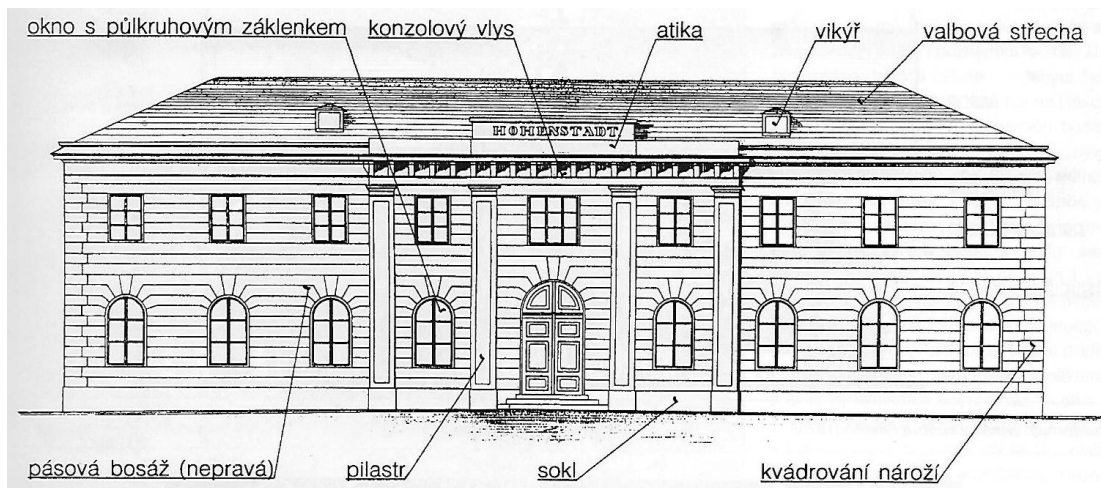 okno s půlkruhovým záklenkem konzolový vlys atika vikýř valbová střecha
HOHENSTADT
pásová bosáž (nepravá) pilastr sokl kvádrování nároží